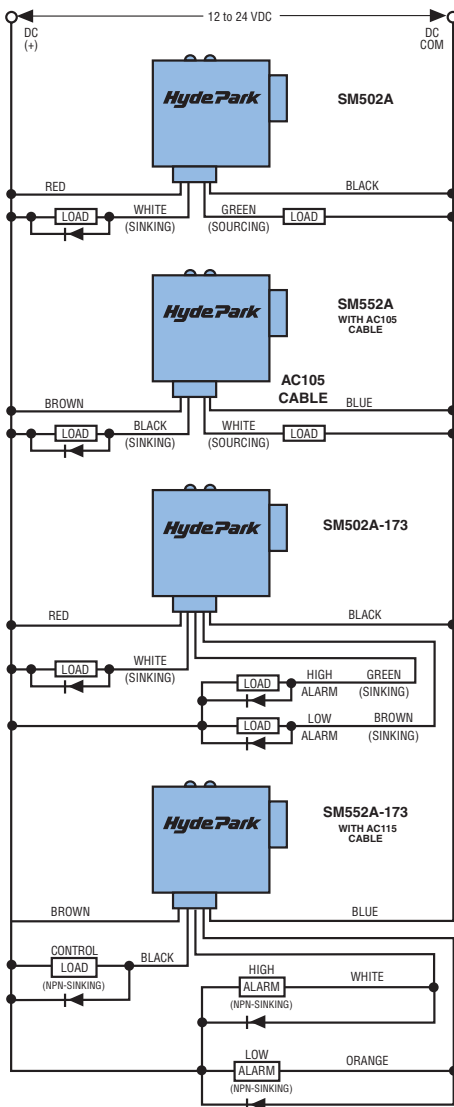 12 to 24 VDC
DC
(+)
DC
COM
HydePark
SM502A
RED
BLACK
LOAD
WHITE
(SINKING)
GREEN
(SOURCING)
LOAD
HydePark
SM552A
WITH AC105
CABLE
AC105
CABLE
BROWN
BLUE
LOAD
BLACK
(SINKING)
WHITE
(SOURCING)
LOAD
HydePark
SM502A-173
RED
BLACK
LOAD
WHITE
(SINKING)
LOAD
HIGH
ALARM
GREEN
(SINKING)
LOAD
LOW
ALARM
BROWN
(SINKING)
HydePark
SM552A-173
WITH AC115
CABLE
BROWN
BLUE
CONTROL
LOAD
(NPN-SINKING)
BLACK
HIGH
ALARM
(NPN-SINKING)
WHITE
LOW
ALARM
(NPN-SINKING)
ORANGE